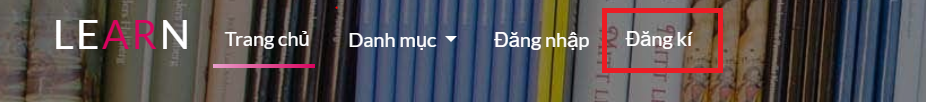 LEARN Trang chủ Danh mục Đăng nhập Đăng kí